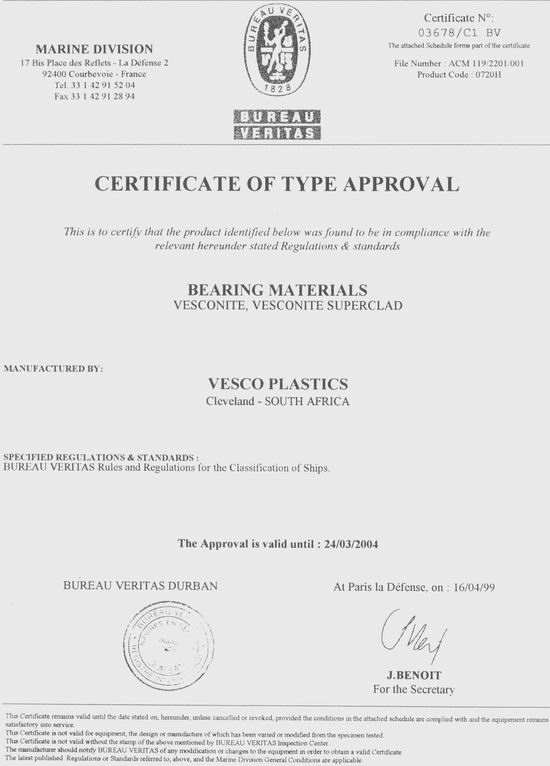 MARINE DIVISION
17 Bis Place des Reflets - La Défense 2
92400 Courbevoie - France
Tel. 33 1 42 91 52 04
Fax 33 1 42 91 28 94
BUREAU VERITAS
1828
BUREAU
VERITAS
Certificate N°:
03678/C1 BV
The attached Schedule forms part of the certificate
File Number : ACM 119/2201/001
Product Code : 0720H
CERTIFICATE OF TYPE APPROVAL
This is to certify that the product identified below was found to be in compliance with the
relevant hereunder stated Regulations & standards
BEARING MATERIALS
VESCONITE, VESCONITE SUPERCLAD
MANUFACTURED BY:
VESCO PLASTICS
Cleveland - SOUTH AFRICA
SPECIFIED REGULATIONS & STANDARDS :
BUREAU VERITAS Rules and Regulations for the Classification of Ships.
The Approval is valid until : 24/03/2004
BUREAU VERITAS DURBAN
At Paris la Défense, on : 16/04/99
BUREAU VERITAS
J.BENOIT
For the Secretary
This Certificate remains valid until the date stated on, hereunder, unless cancelled or revoked, provided the conditions in the attached schedule are complied with and the equipement remains
satisfactory into service.
This Certificate is not valid for equipment, the design or manufacture of which has been varied or modified from the specimen tested.
This Certificate is not valid without the stamp of the above mentioned by BUREAU VERITAS Inspection Center.
The manufacturer should notify BUREAU VERITAS of any modification or changes to the equipment in order to obtain a valid Certificate.
The latest published Regulations or Standards referred to, above, and the Marine Division General Conditions are applicable